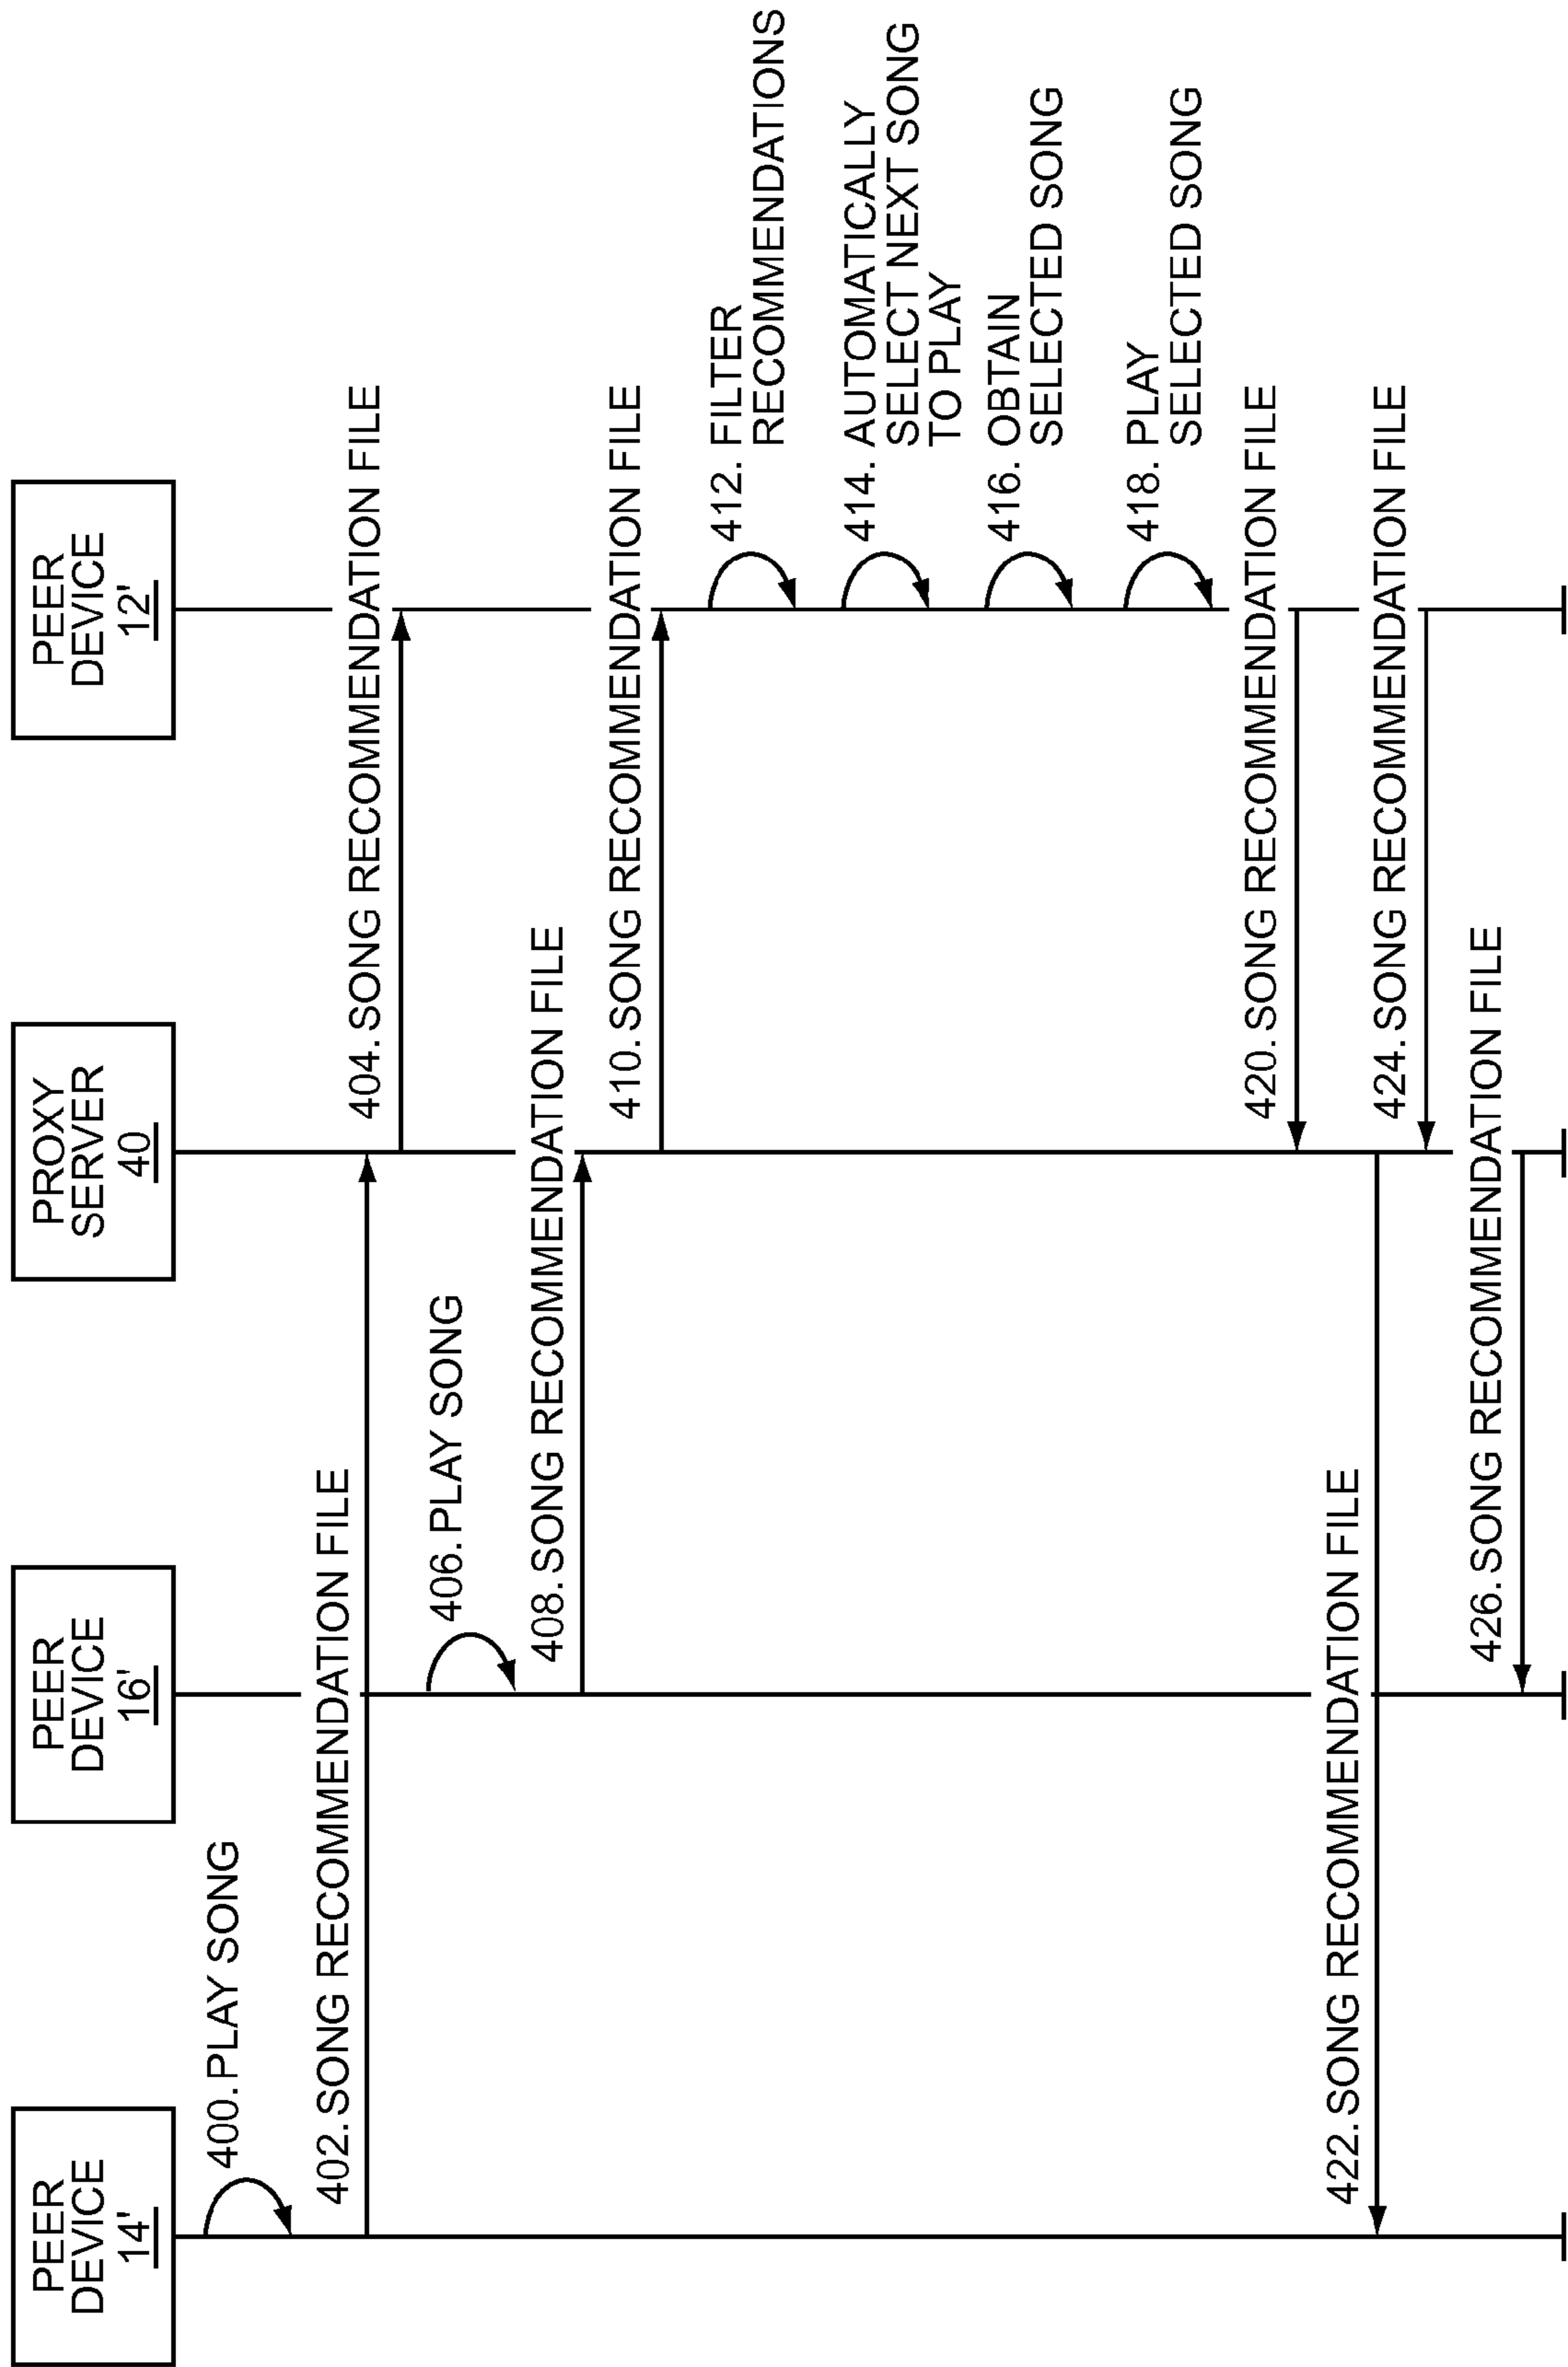 PEER
DEVICE
14'
PEER
DEVICE
16'
PROXY
SERVER
40
PEER
DEVICE
12'
400. PLAY SONG
402. SONG RECOMMENDATION FILE
404. SONG RECOMMENDATION FILE
406. PLAY SONG
408. SONG RECOMMENDATION FILE
410. SONG RECOMMENDATION FILE
412. FILTER
RECOMMENDATIONS
414. AUTOMATICALLY
SELECT NEXT SONG
TO PLAY
416. OBTAIN
SELECTED SONG
418. PLAY
SELECTED SONG
420. SONG RECOMMENDATION FILE
422. SONG RECOMMENDATION FILE
424. SONG RECOMMENDATION FILE
426. SONG RECOMMENDATION FILE